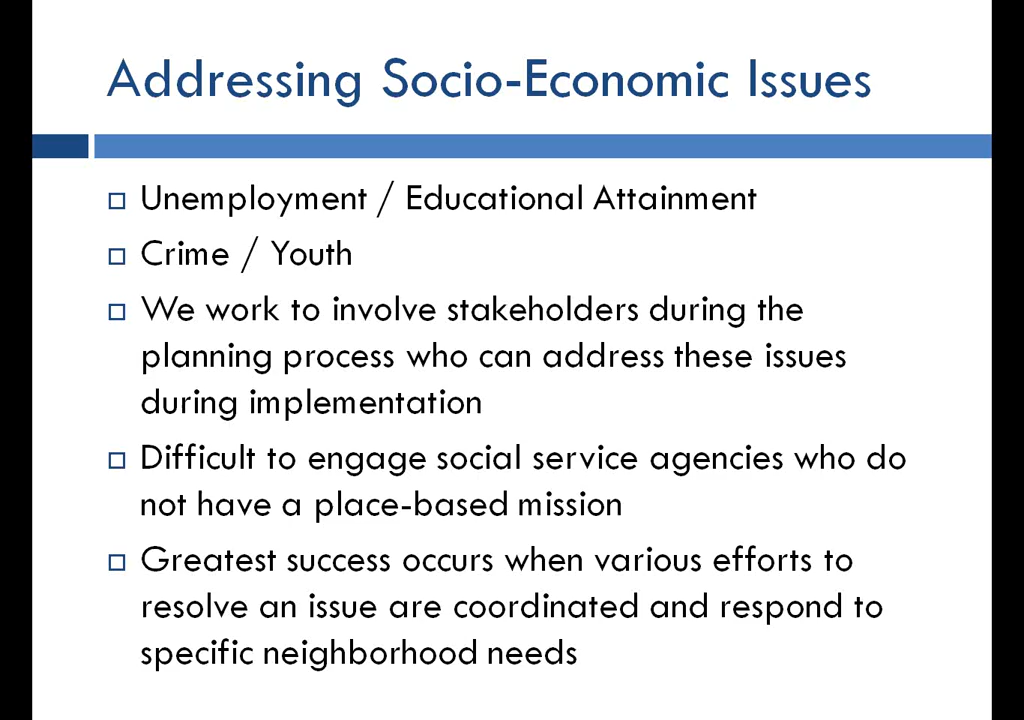 Addressing Socio-Economic Issues
Unemployment / Educational Attainment
Crime / Youth
We work to involve stakeholders during the
planning process who can address these issues
during implementation
Difficult to engage social service agencies who do
not have a place-based mission
Greatest success occurs when various efforts to
resolve an issue are coordinated and respond to
specific neighborhood needs